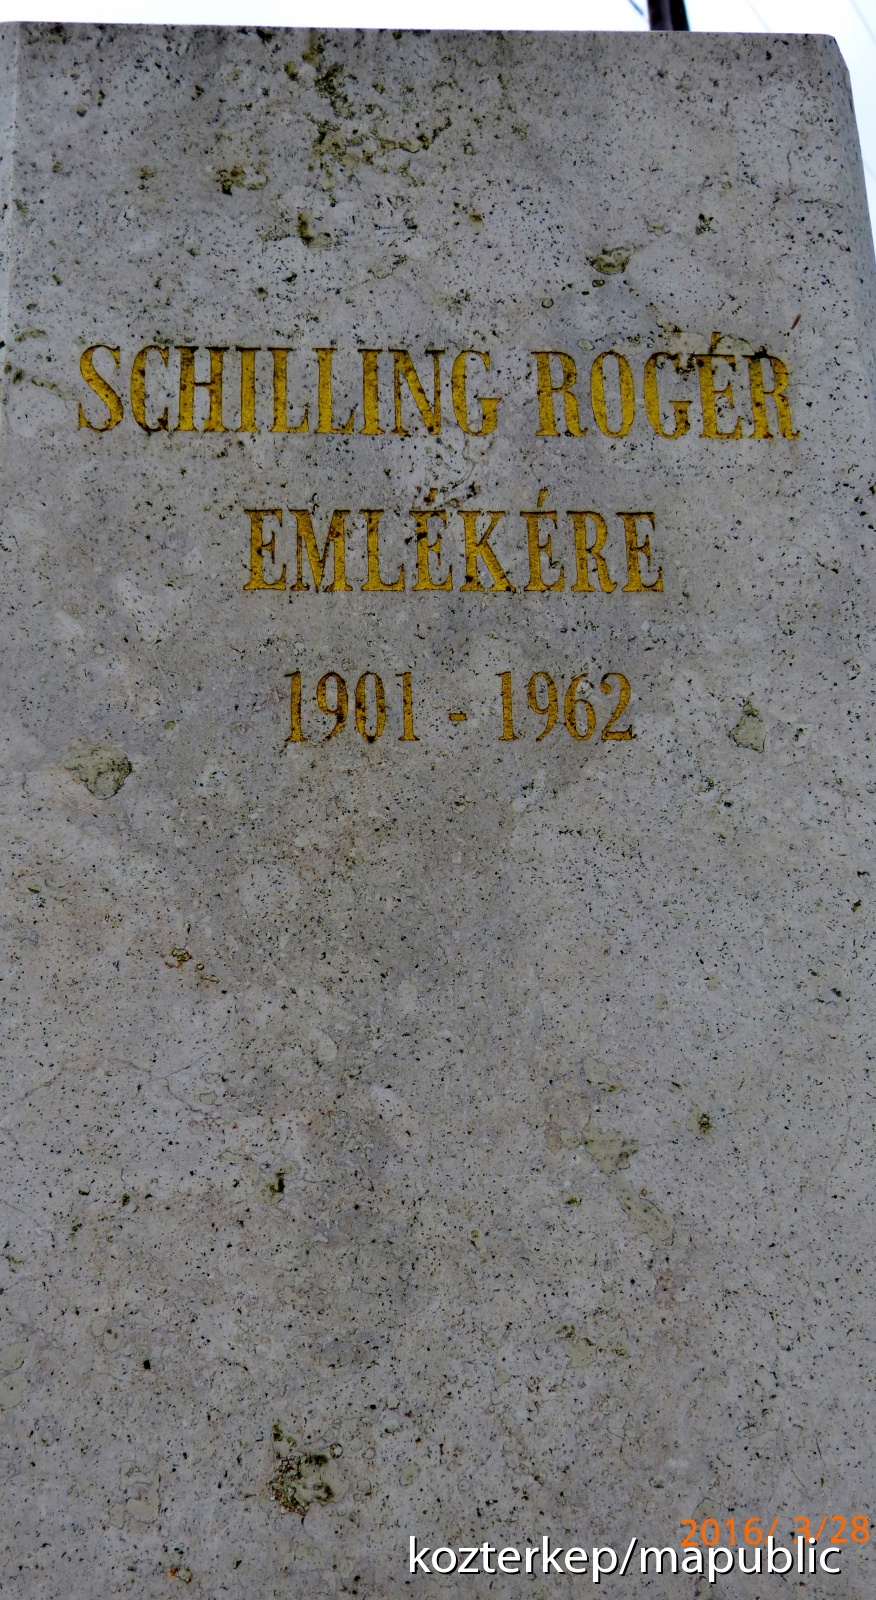 SCHILLING ROGÉR
EMLÉKÉRE
1901 - 1962
2016/ 3/28
kozterkep/mapublic